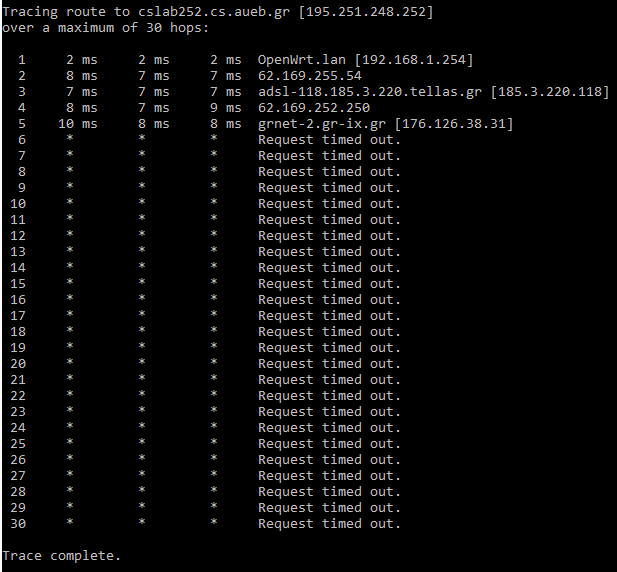 Tracing route to cslab252.cs.aueb.gr [195.251.248.252]
over a maximum of 30 hops:
1 2 ms 2 ms 2 ms OpenWrt.lan [192.168.1.254]
2 8 ms 7 ms 7 ms 62.169.255.54
3 7 ms 7 ms 7 ms adsl-118.185.3.220.tellas.gr [185.3.220.118]
4 8 ms 7 ms 9 ms 62.169.252.250
5 10 ms 8 ms 8 ms grnet-2.gr-ix.gr [176.126.38.31]
6 * * * Request timed out.
7 * * * Request timed out.
8 * * * Request timed out.
9 * * * Request timed out.
10 * * * Request timed out.
11 * * * Request timed out.
12 * * * Request timed out.
13 * * * Request timed out.
14 * * * Request timed out.
15 * * * Request timed out.
16 * * * Request timed out.
17 * * * Request timed out.
18 * * * Request timed out.
19 * * * Request timed out.
20 * * * Request timed out.
21 * * * Request timed out.
22 * * * Request timed out.
23 * * * Request timed out.
24 * * * Request timed out.
25 * * * Request timed out.
26 * * * Request timed out.
27 * * * Request timed out.
28 * * * Request timed out.
29 * * * Request timed out.
30 * * * Request timed out.
Trace complete.